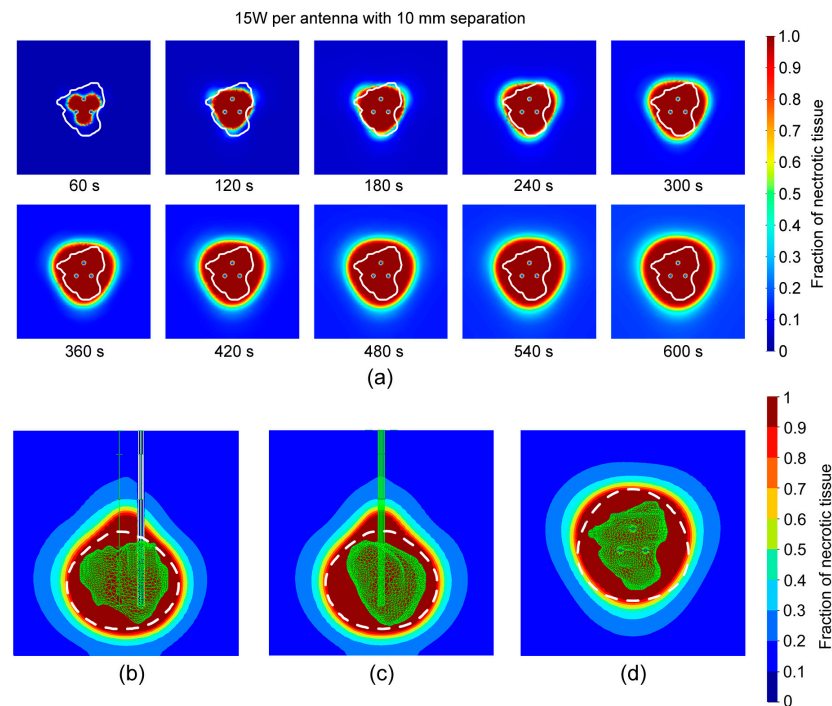 15W per antenna with 10 mm separation
60 s
120 s
180 s
240 s
300 s
360 s
420 s
480 s
540 s
600 s
(a)
1.0
0.9
0.8
0.7
0.6
0.5
0.4
0.3
0.2
0.1
0
Fraction of necrotic tissue
(b)
(c)
(d)
1
0.9
0.8
0.7
0.6
0.5
0.4
0.3
0.2
0.1
0
Fraction of necrotic tissue